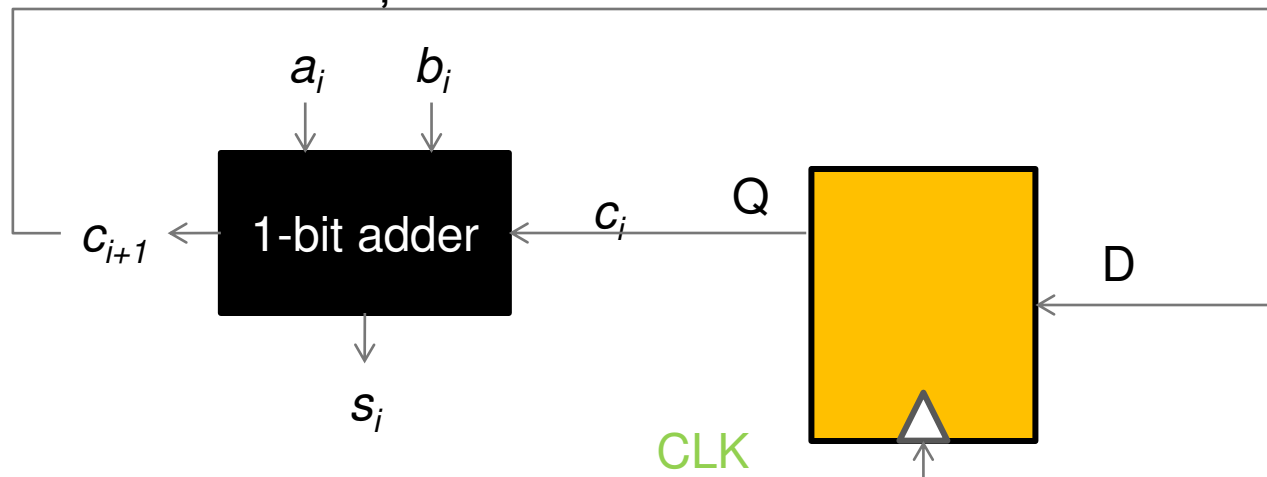 ,
a_i b_i
Q
c_i
1-bit adder
c_{i+1}
D
s_i
CLK